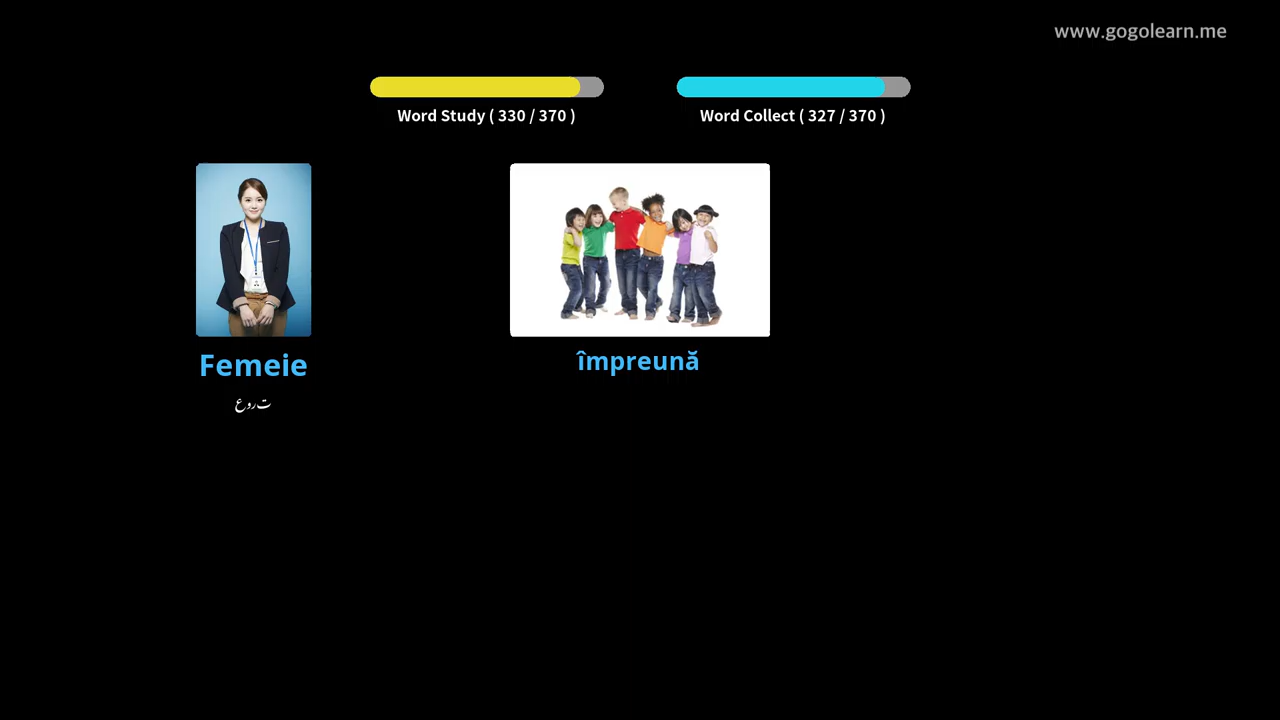 www.gogolearn.me
Word Study ( 330 / 370 )
Word Collect ( 327 / 370 )
Femeie
عورت
împreună